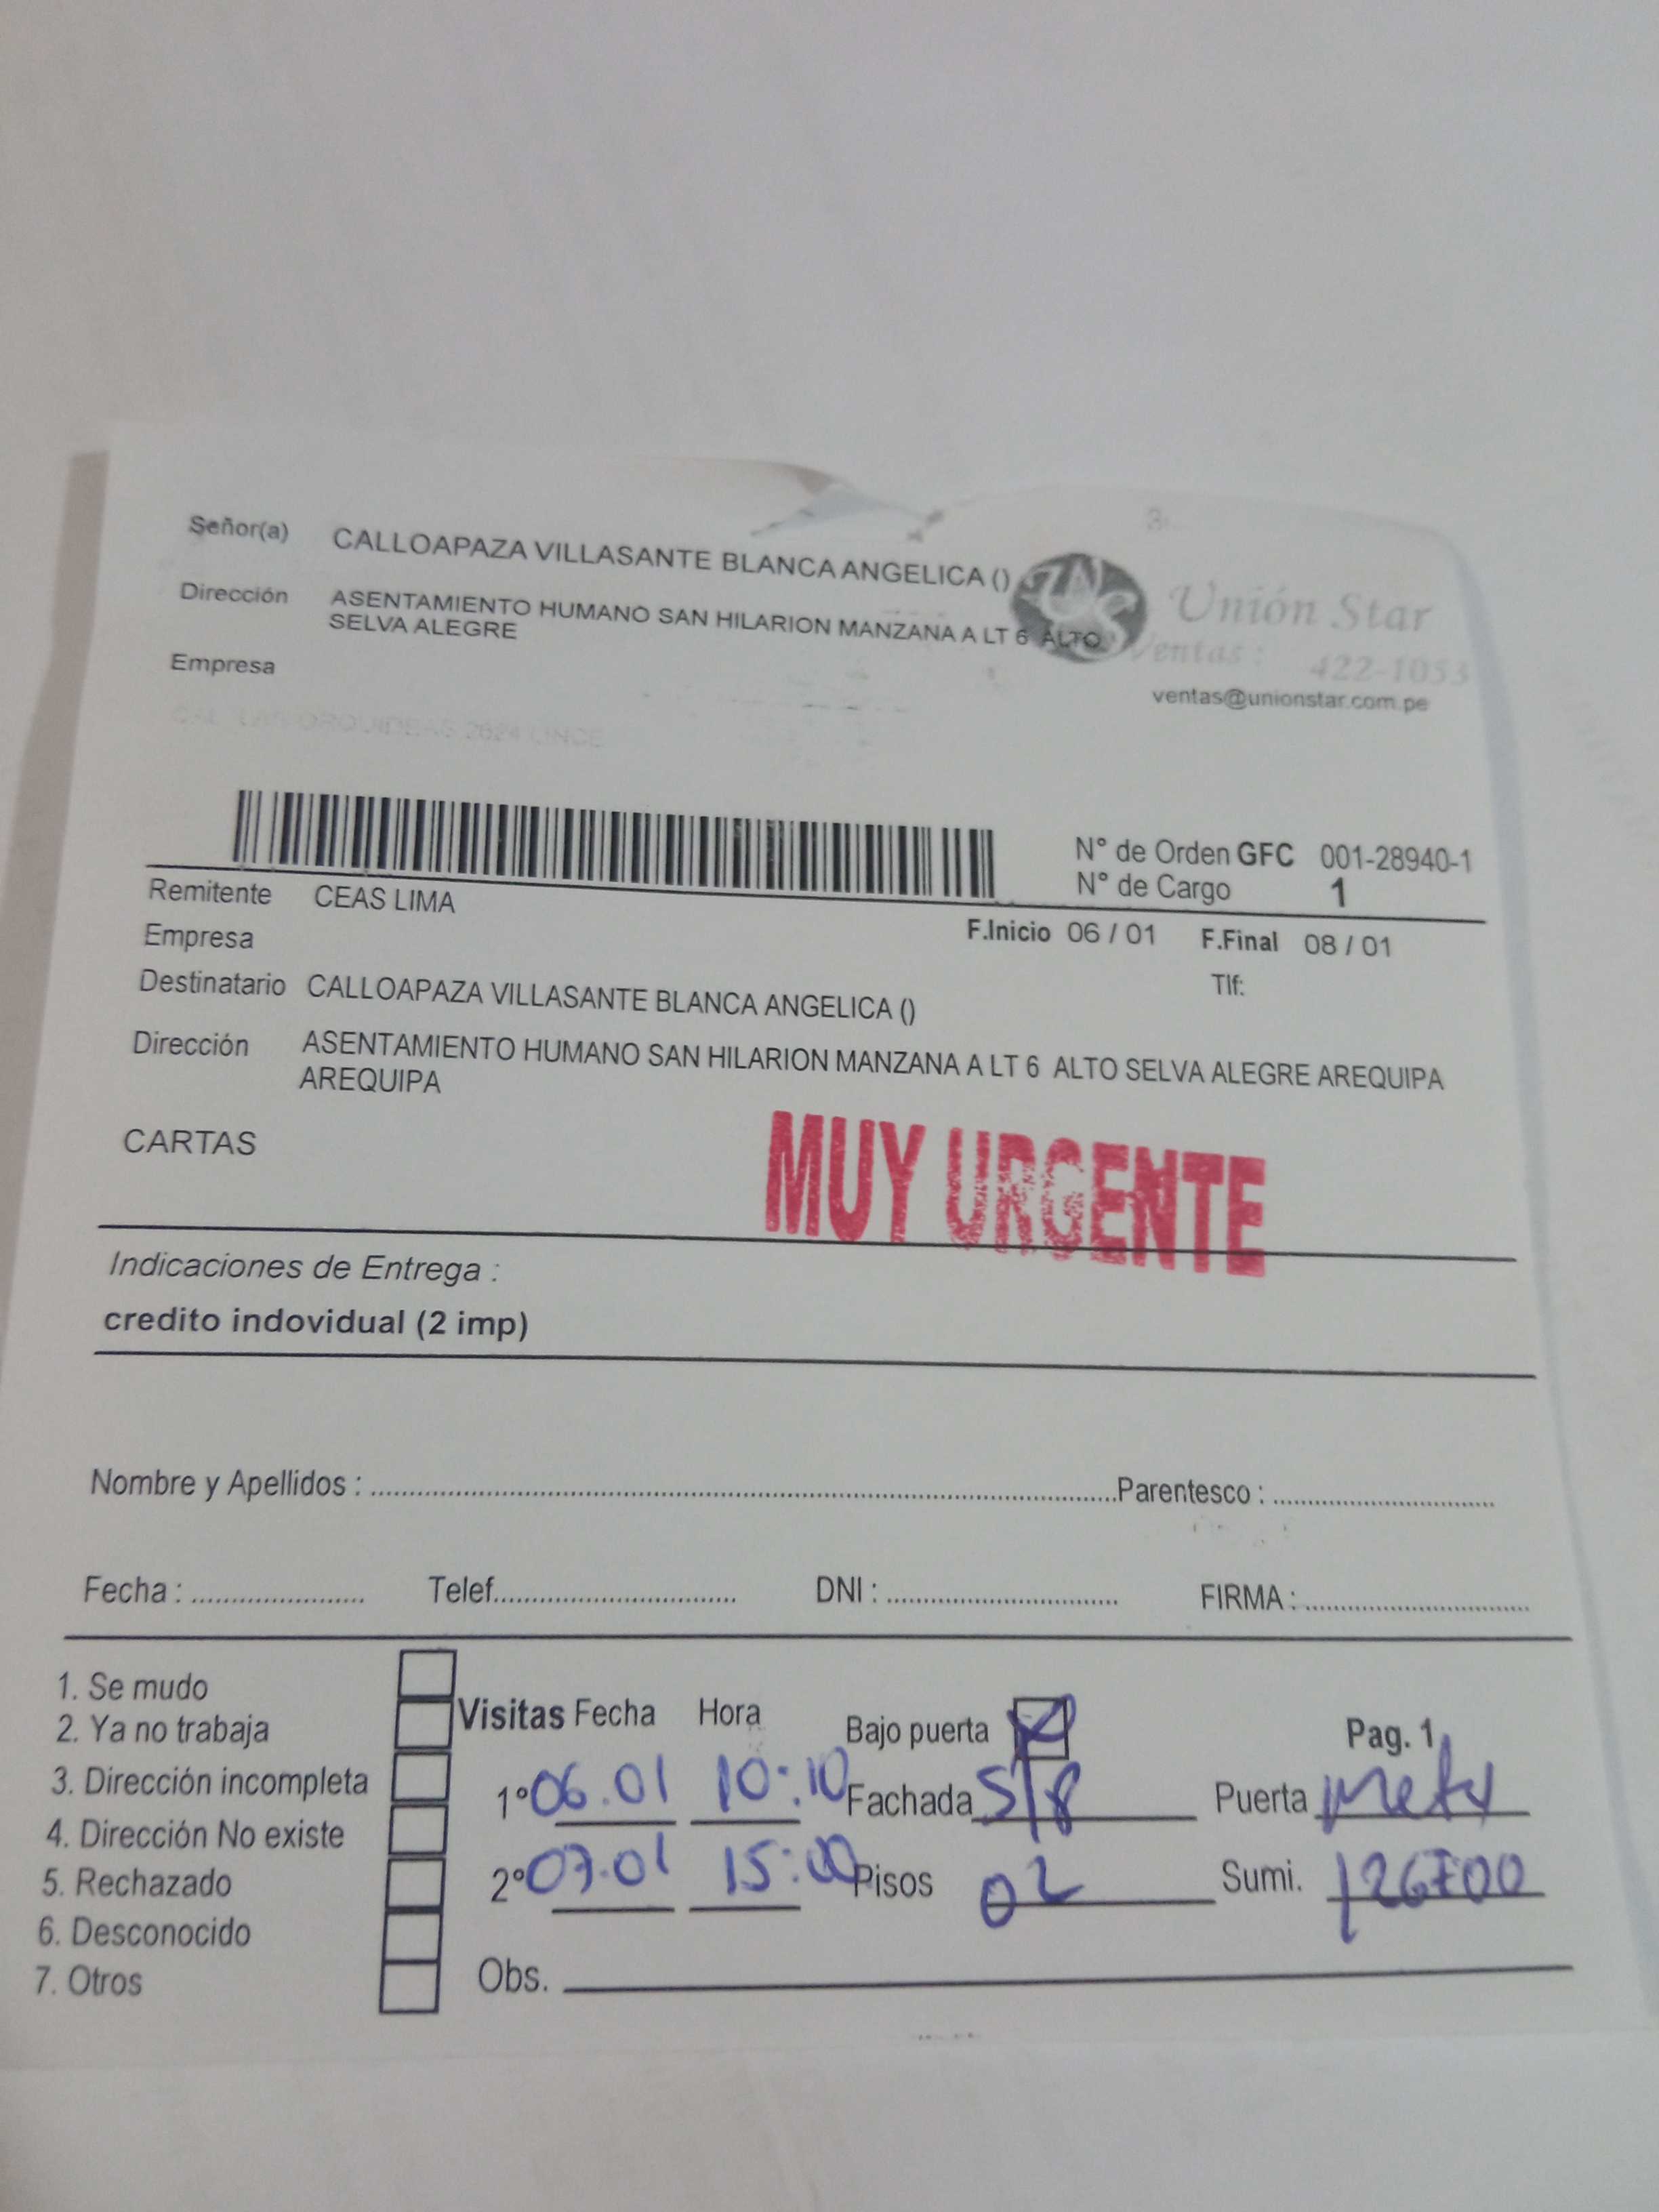 Señor(a) CALLOAPAZA VILLASANTE BLANCA ANGELICA ()
Dirección ASENTAMIENTO HUMANO SAN HILARION MANZANA A LT 6 ALTO
SELVA ALEGRE
Empresa
Unión Star
Ventas : 422-1053
ventas@unionstar.com.pe
N° de Orden GFC 001-28940-1
N° de Cargo 1
Remitente CEAS LIMA
Empresa
F.Inicio 06 / 01 F.Final 08 / 01
Destinatario CALLOAPAZA VILLASANTE BLANCA ANGELICA ()
Tlf:
Dirección ASENTAMIENTO HUMANO SAN HILARION MANZANA A LT 6 ALTO SELVA ALEGRE AREQUIPA
AREQUIPA
CARTAS
MUY URGENTE
Indicaciones de Entrega :
credito indovidual (2 imp)
Nombre y Apellidos : Parentesco :
Fecha : Telef. DNI : FIRMA :
1. Se mudo
2. Ya no trabaja
3. Dirección incompleta
4. Dirección No existe
5. Rechazado
6. Desconocido
7. Otros
Visitas Fecha Hora
1° 06.01 10:10
2° 07.01 15:00
Bajo puerta
Fachada
Pisos 02
Pag. 1
Puerta
Sumi. 126700
Obs.